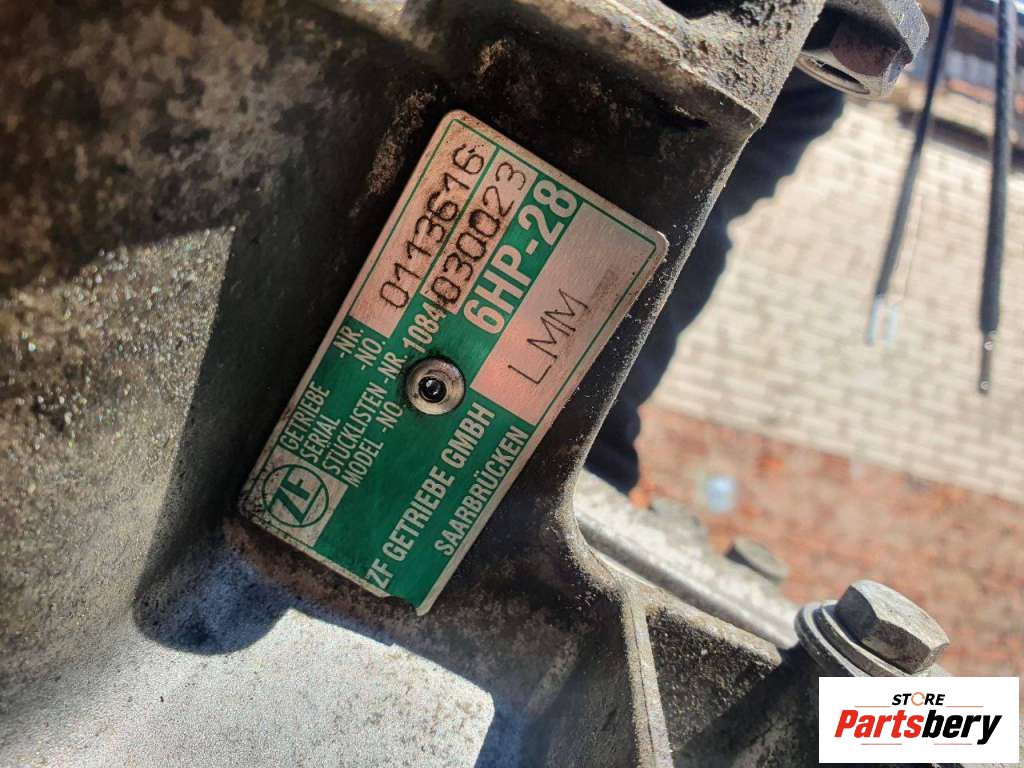 GETRIEBE -NR. 0113616
SERIAL -NO.
STÜCKLISTEN -NR. 1084 030023
MODEL -NO.
6HP-28
ZF
ZF GETRIEBE GMBH
SAARBRÜCKEN
LMM
STORE
Partsbery